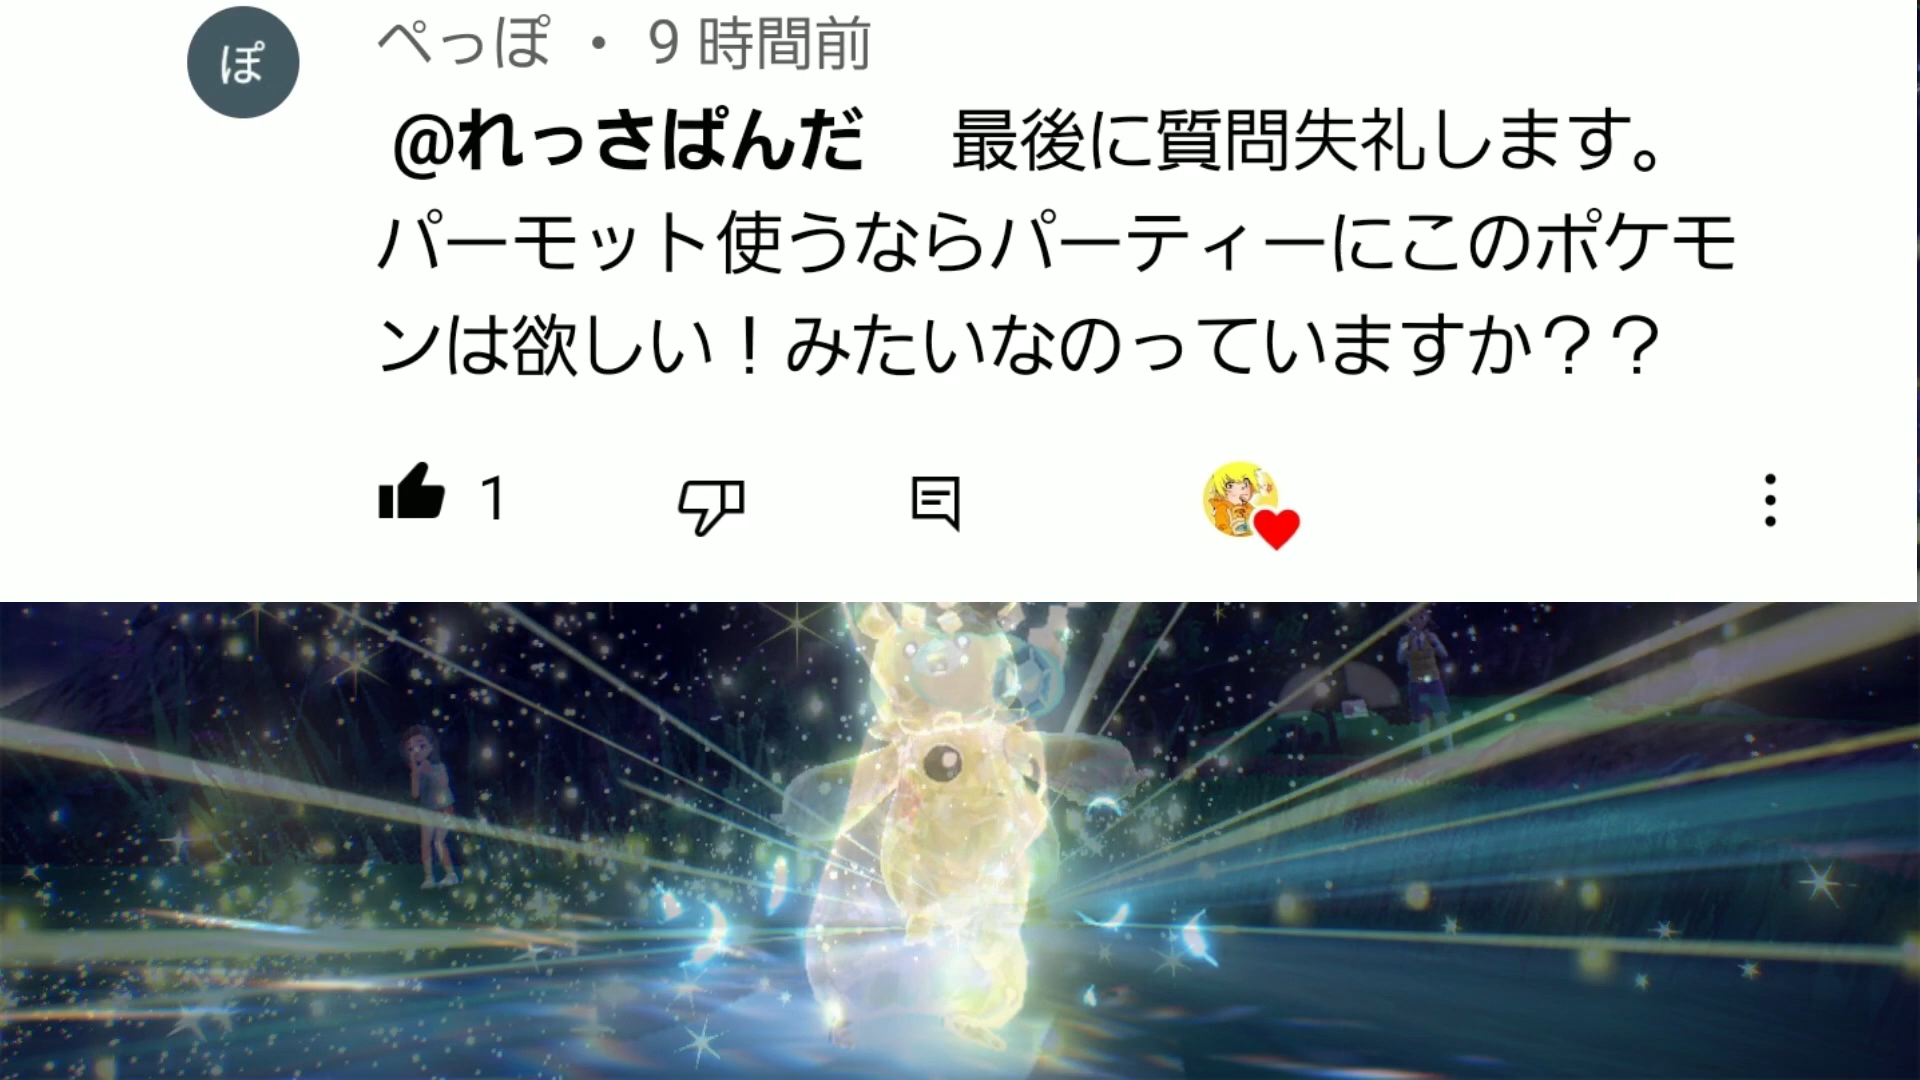 ぽ
ぺっぽ ・ 9 時間前
@れっさぱんだ 最後に質問失礼します。
パーモット使うならパーティーにこのポケモ
ンは欲しい！みたいなのっていますか？？
1